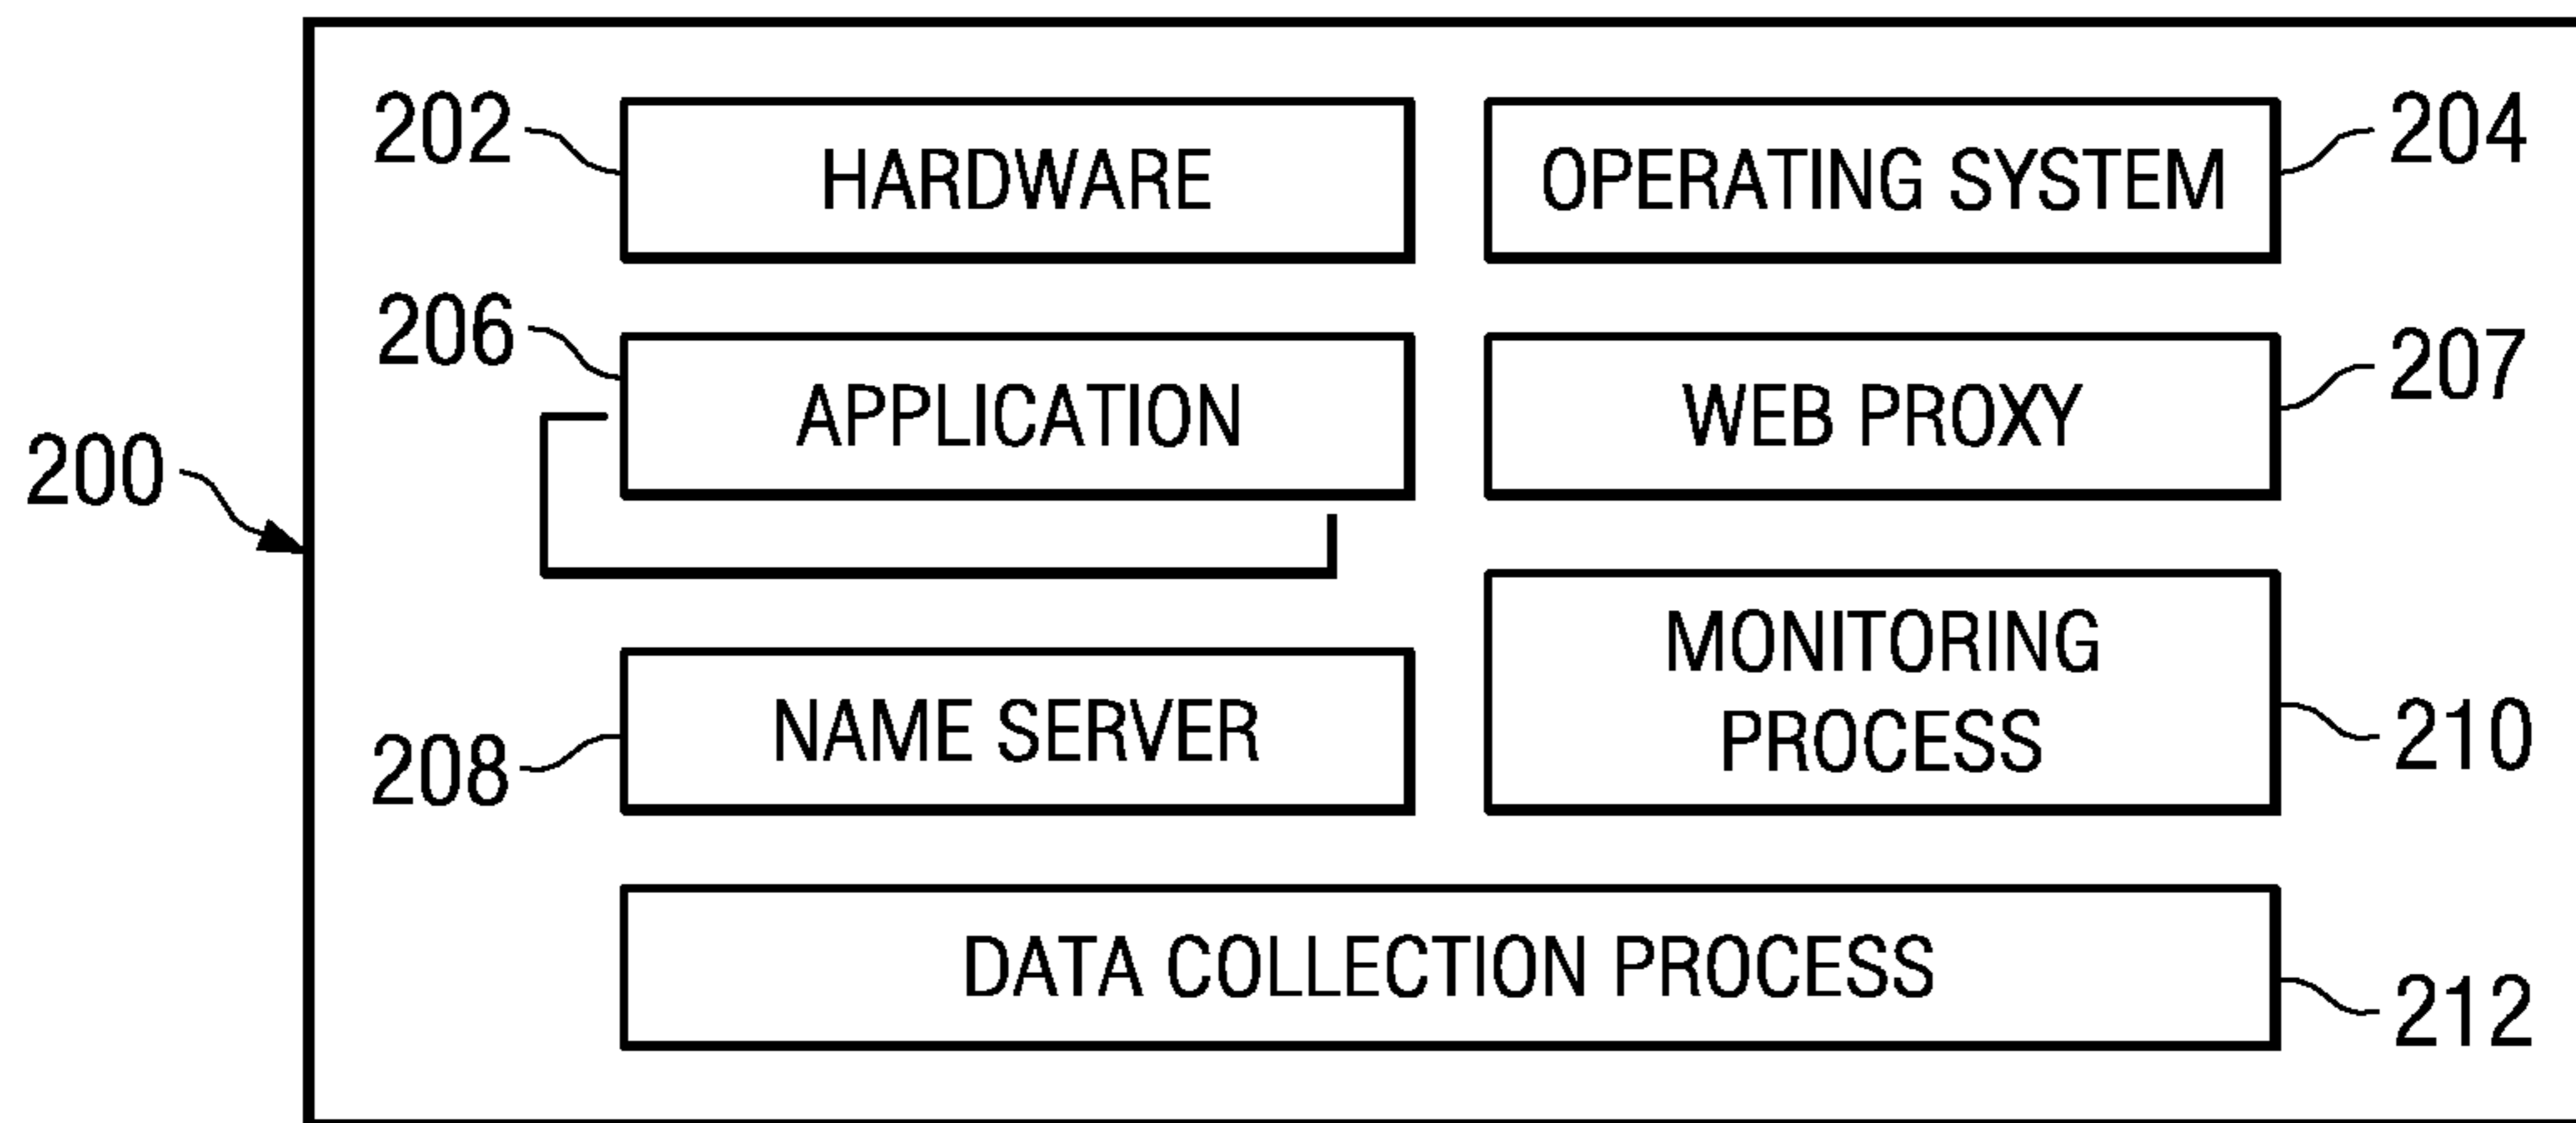 202 HARDWARE OPERATING SYSTEM 204
206 APPLICATION WEB PROXY 207
200
208 NAME SERVER MONITORING PROCESS 210
DATA COLLECTION PROCESS 212